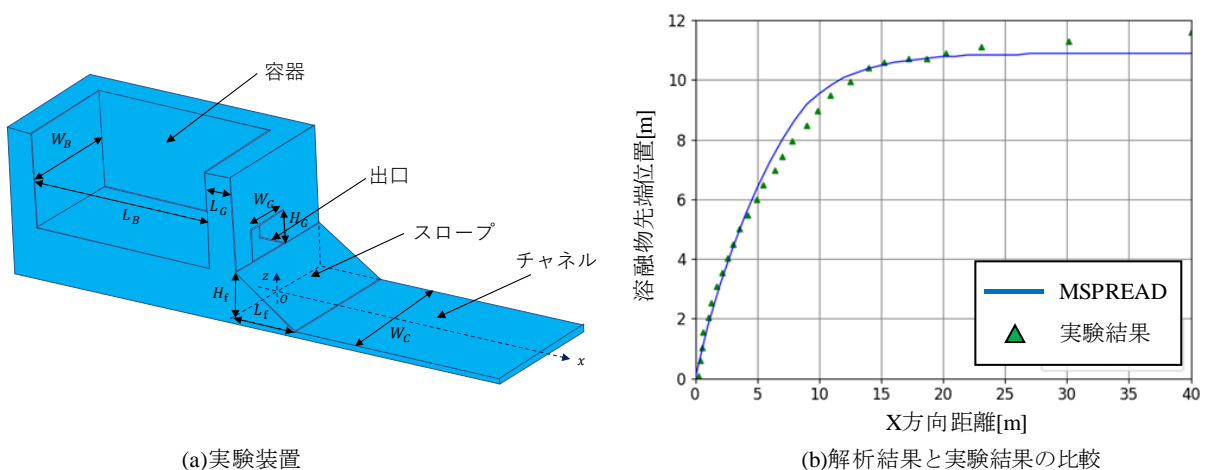 容器
W_B
L_B
L_G
W_G
H_G
出口
スロープ
チャネル
H_f
L_f
z
O
W_C
x
(a)実験装置
12
10
8
6
4
2
0
溶融物先端位置[m]
MSPREAD
実験結果
0 5 10 15 20 25 30 35 40
X方向距離[m]
(b)解析結果と実験結果の比較